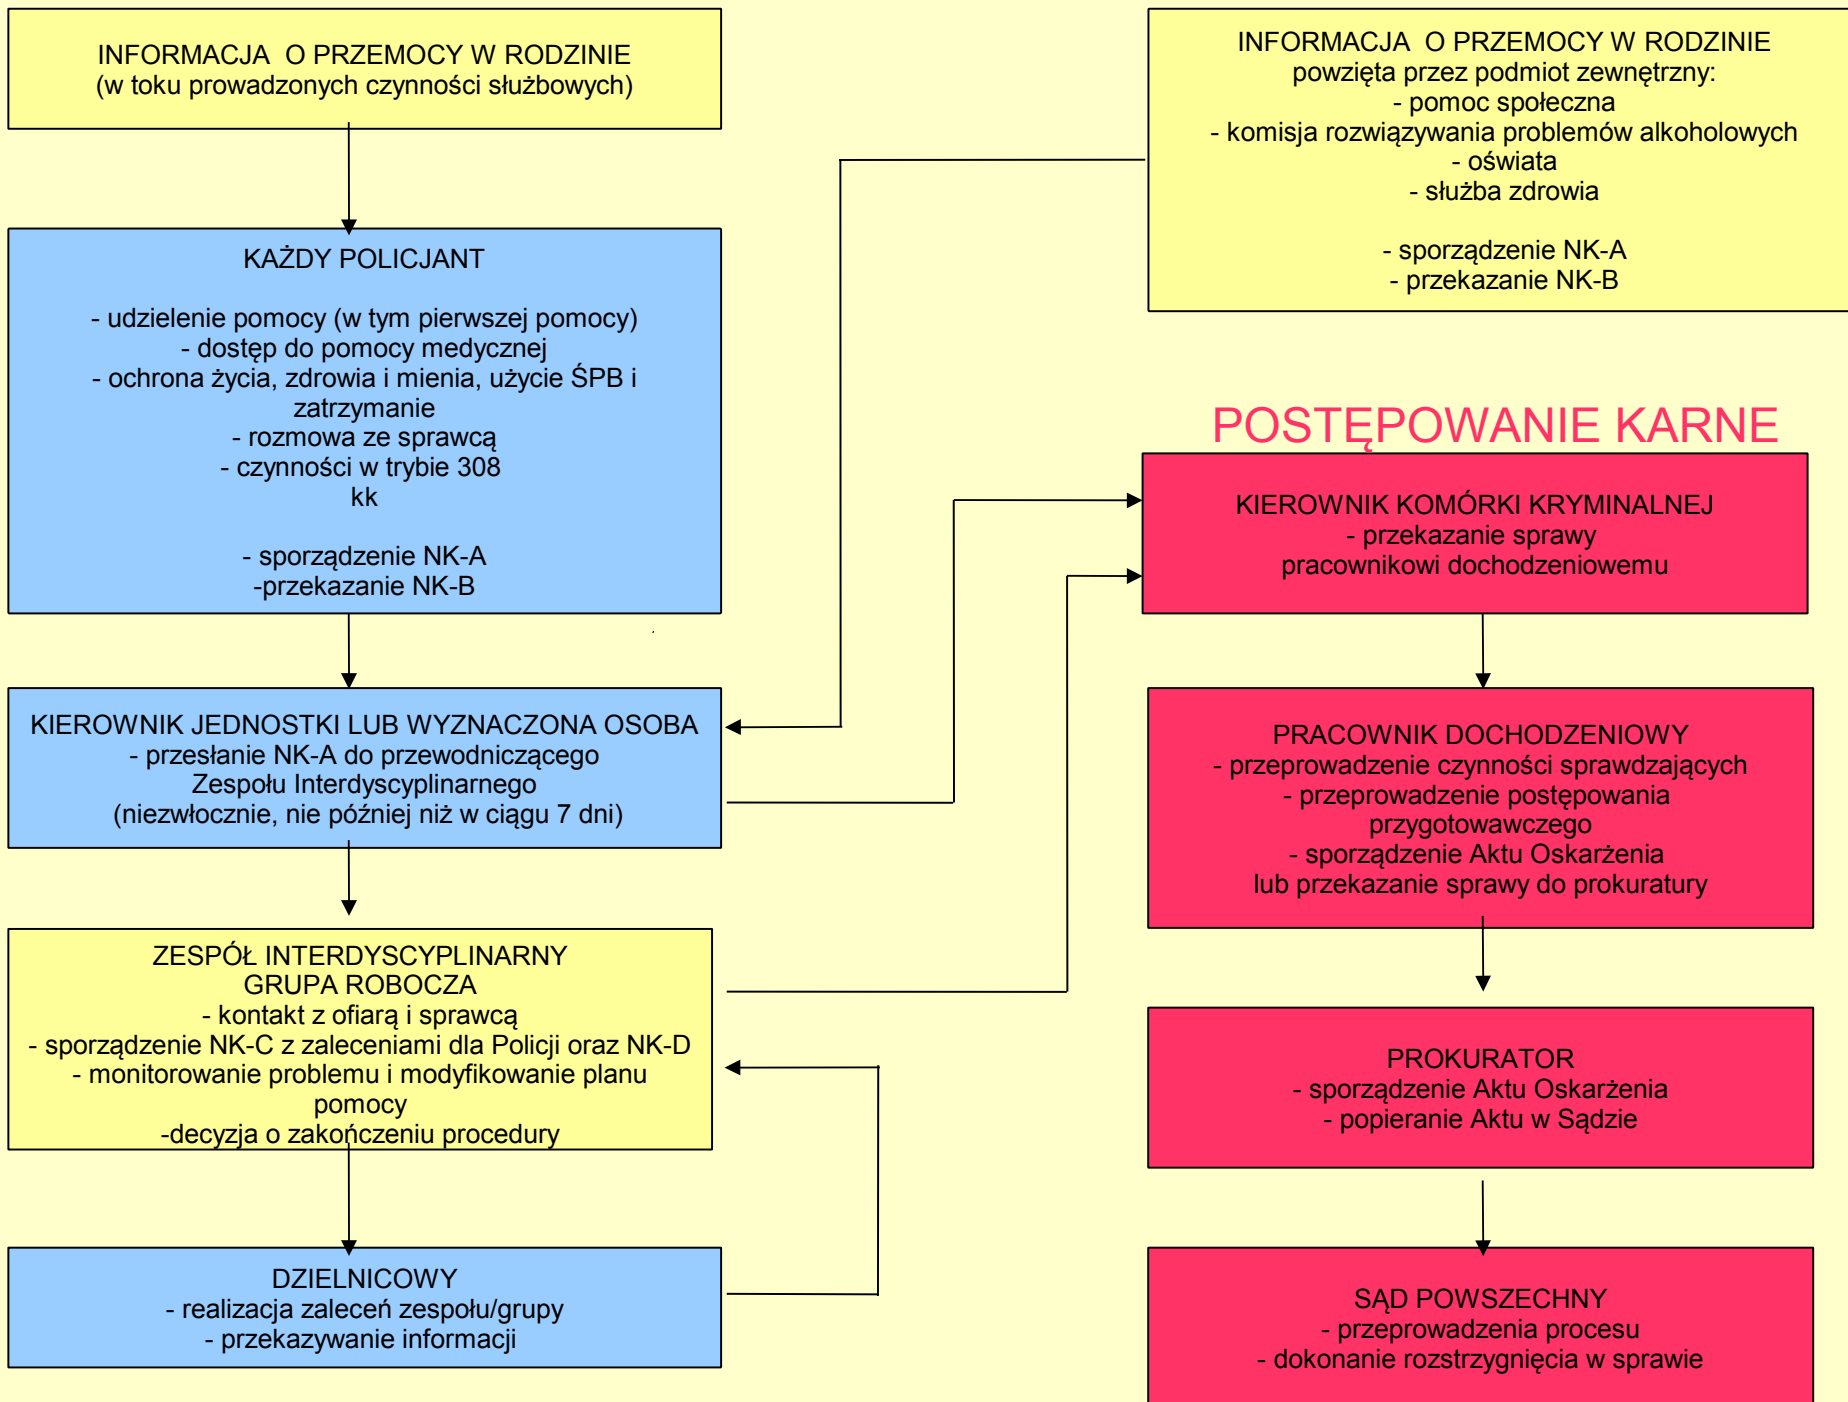 INFORMACJA O PRZEMOCY W RODZINIE
(w toku prowadzonych czynności służbowych)
KAŻDY POLICJANT
- udzielenie pomocy (w tym pierwszej pomocy)
- dostęp do pomocy medycznej
- ochrona życia, zdrowia i mienia, użycie ŚPB i
zatrzymanie
- rozmowa ze sprawcą
- czynności w trybie 308
kk
- sporządzenie NK-A
-przekazanie NK-B
KIEROWNIK JEDNOSTKI LUB WYZNACZONA OSOBA
- przesłanie NK-A do przewodniczącego
Zespołu Interdyscyplinarnego
(niezwłocznie, nie później niż w ciągu 7 dni)
ZESPÓŁ INTERDYSCYPLINARNY
GRUPA ROBOCZA
- kontakt z ofiarą i sprawcą
- sporządzenie NK-C z zaleceniami dla Policji oraz NK-D
- monitorowanie problemu i modyfikowanie planu
pomocy
-decyzja o zakończeniu procedury
DZIELNICOWY
- realizacja zaleceń zespołu/grupy
- przekazywanie informacji
INFORMACJA O PRZEMOCY W RODZINIE
powzięta przez podmiot zewnętrzny:
- pomoc społeczna
- komisja rozwiązywania problemów alkoholowych
- oświata
- służba zdrowia
- sporządzenie NK-A
- przekazanie NK-B
POSTĘPOWANIE KARNE
KIEROWNIK KOMÓRKI KRYMINALNEJ
- przekazanie sprawy
pracownikowi dochodzeniowemu
PRACOWNIK DOCHODZENIOWY
- przeprowadzenie czynności sprawdzających
- przeprowadzenie postępowania
przygotowawczego
- sporządzenie Aktu Oskarżenia
lub przekazanie sprawy do prokuratury
PROKURATOR
- sporządzenie Aktu Oskarżenia
- popieranie Aktu w Sądzie
SĄD POWSZECHNY
- przeprowadzenia procesu
- dokonanie rozstrzygnięcia w sprawie